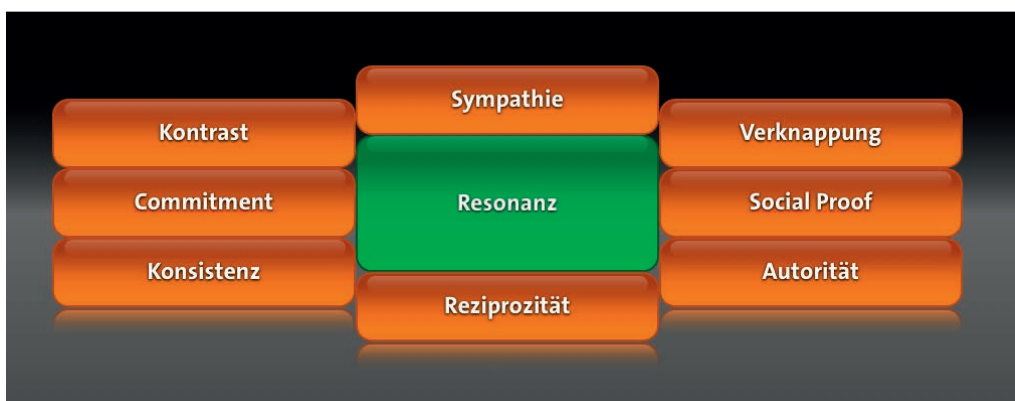 Sympathie
Kontrast
Verknappung
Commitment
Resonanz
Social Proof
Konsistenz
Autorität
Reziprozität